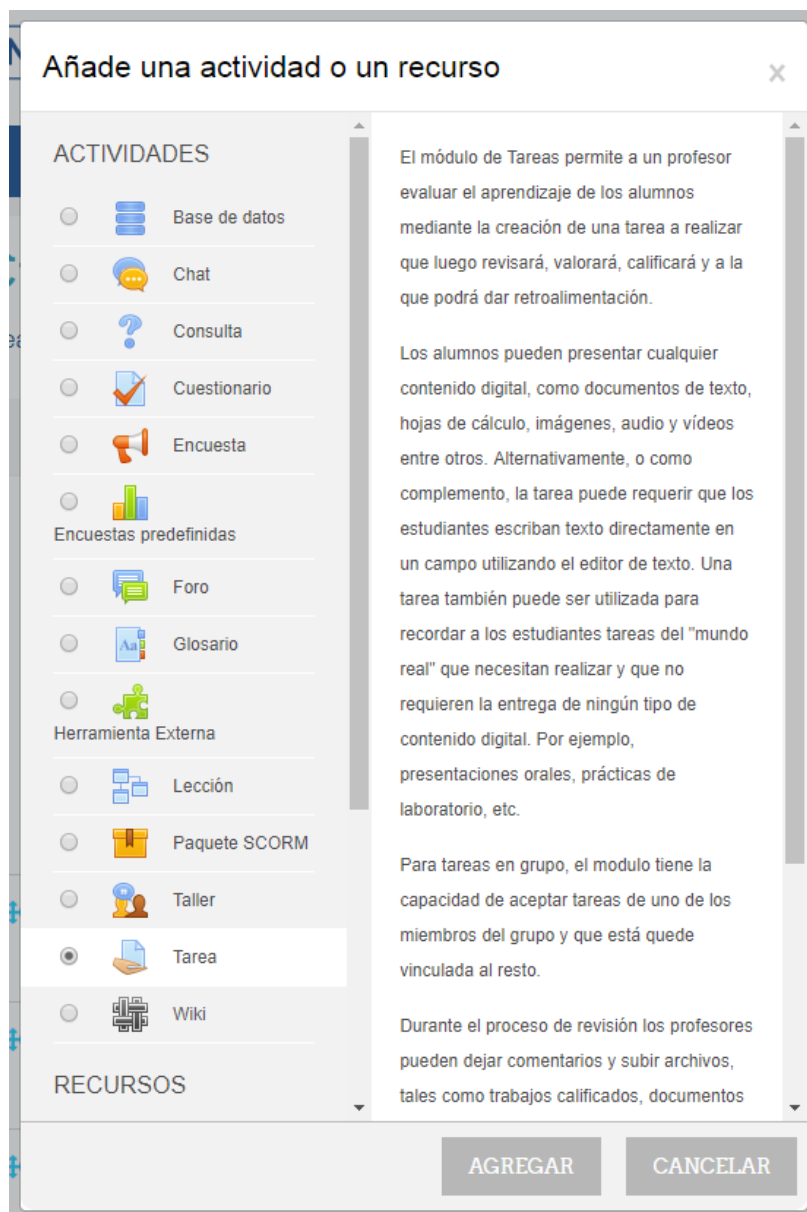 Añade una actividad o un recurso
×
ACTIVIDADES
Base de datos
Chat
Consulta
Cuestionario
Encuesta
Encuestas predefinidas
Foro
Glosario
Herramienta Externa
Lección
Paquete SCORM
Taller
Tarea
Wiki
RECURSOS
El módulo de Tareas permite a un profesor
evaluar el aprendizaje de los alumnos
mediante la creación de una tarea a realizar
que luego revisará, valorará, calificará y a la
que podrá dar retroalimentación.
Los alumnos pueden presentar cualquier
contenido digital, como documentos de texto,
hojas de cálculo, imágenes, audio y vídeos
entre otros. Alternativamente, o como
complemento, la tarea puede requerir que los
estudiantes escriban texto directamente en
un campo utilizando el editor de texto. Una
tarea también puede ser utilizada para
recordar a los estudiantes tareas del "mundo
real" que necesitan realizar y que no
requieren la entrega de ningún tipo de
contenido digital. Por ejemplo,
presentaciones orales, prácticas de
laboratorio, etc.
Para tareas en grupo, el modulo tiene la
capacidad de aceptar tareas de uno de los
miembros del grupo y que está quede
vinculada al resto.
Durante el proceso de revisión los profesores
pueden dejar comentarios y subir archivos,
tales como trabajos calificados, documentos
AGREGAR
CANCELAR